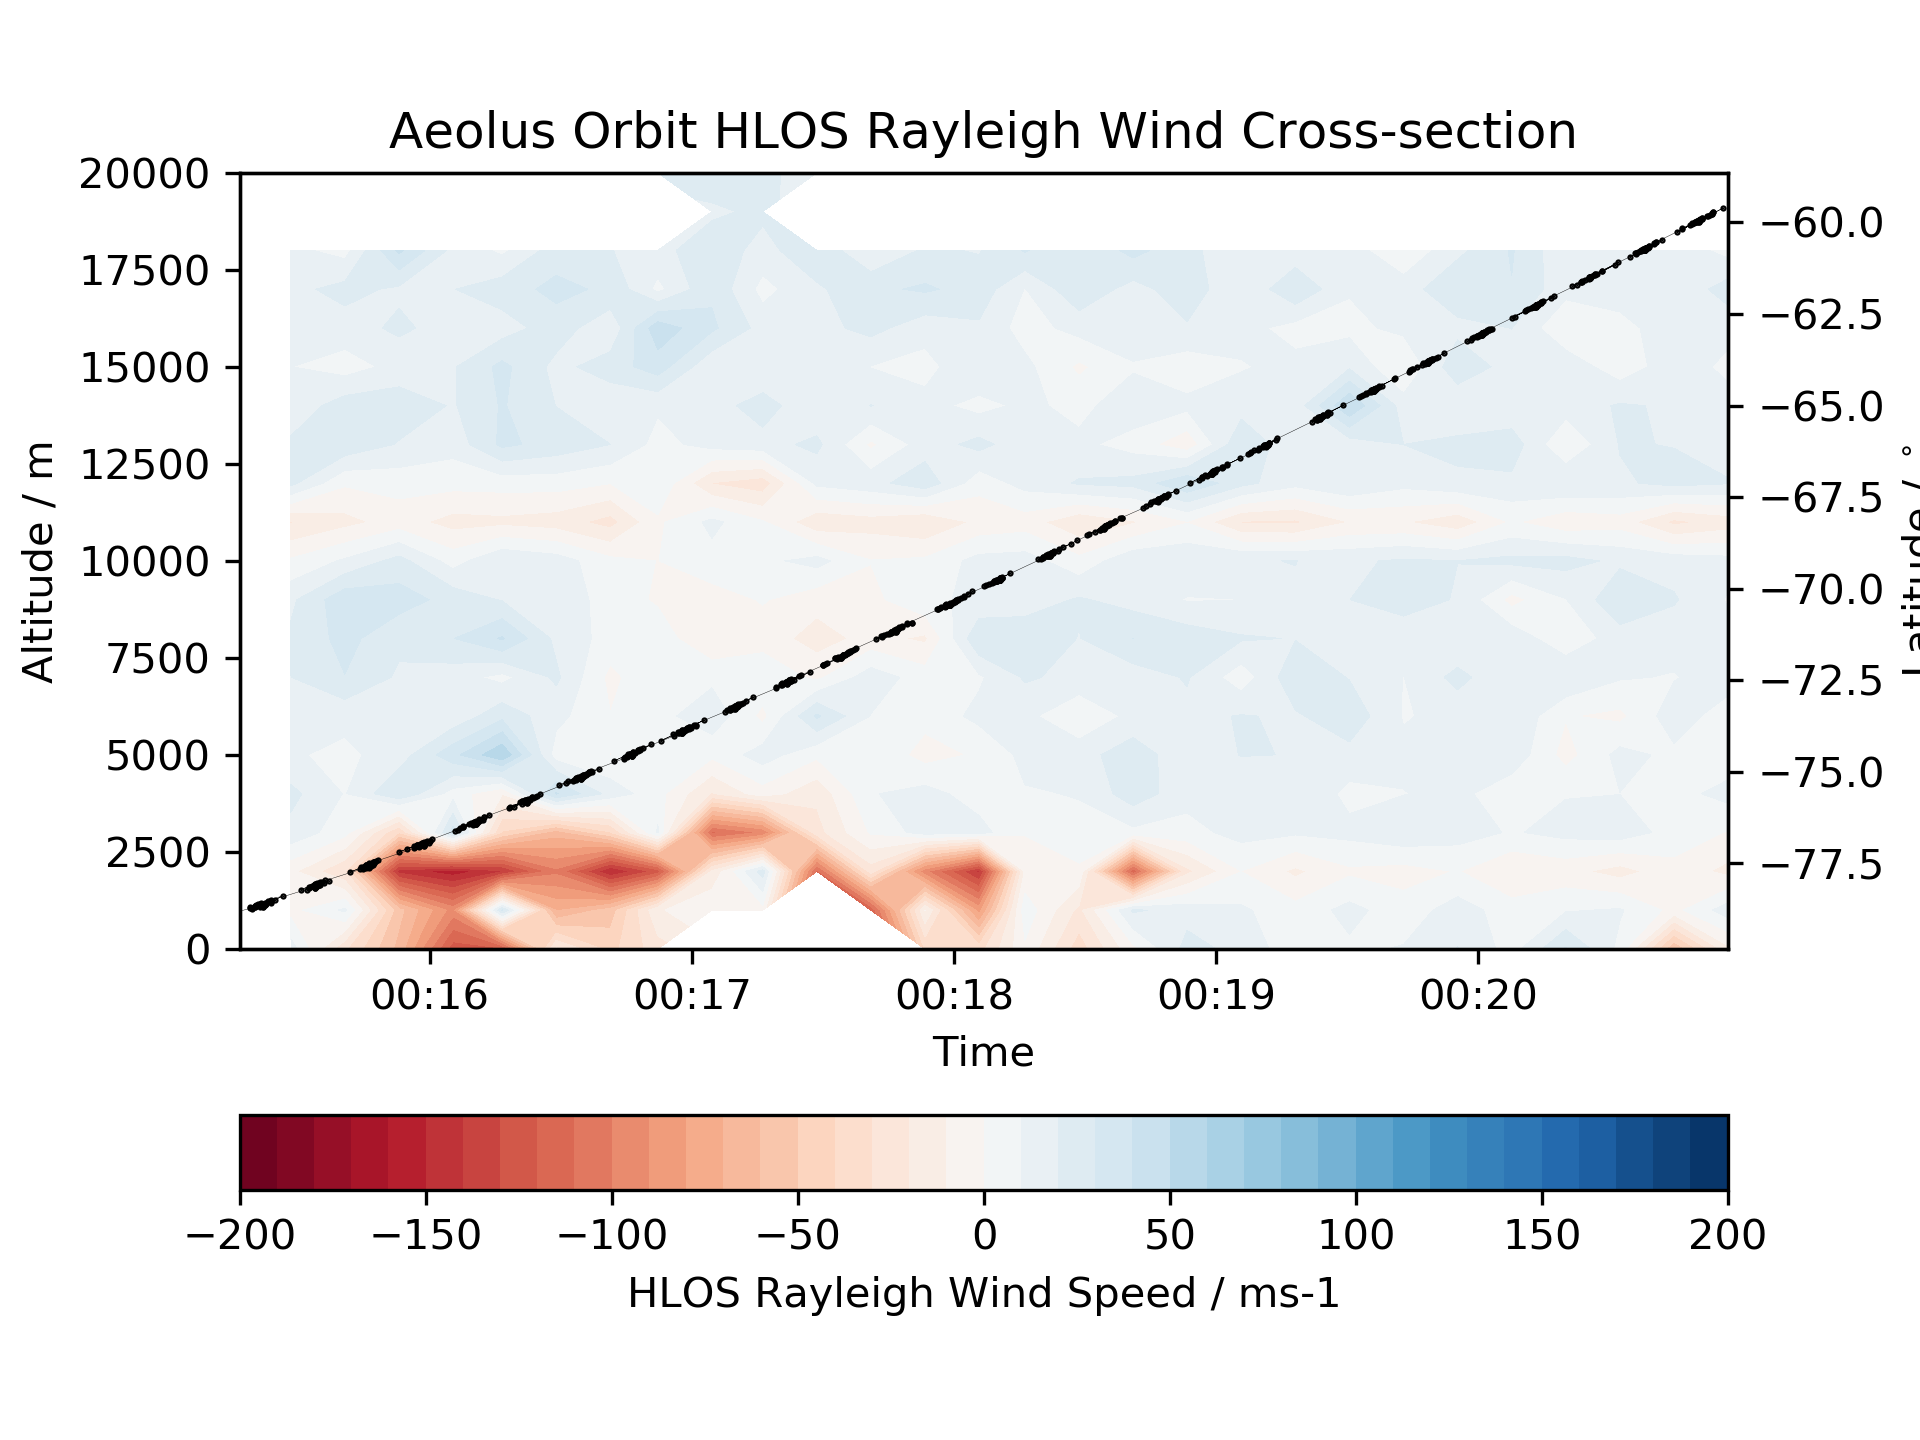 Aeolus Orbit HLOS Rayleigh Wind Cross-section
20000
17500
15000
12500
10000
7500
5000
2500
0
Altitude / m
−60.0
−62.5
−65.0
−67.5
−70.0
−72.5
−75.0
−77.5
Latitude / °
00:16 00:17 00:18 00:19 00:20
Time
−200 −150 −100 −50 0 50 100 150 200
HLOS Rayleigh Wind Speed / ms-1